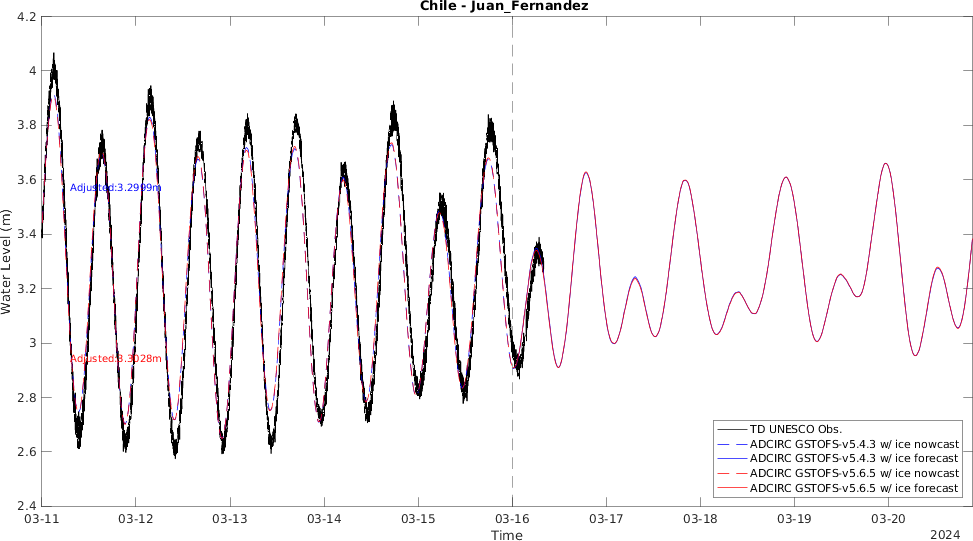 Chile - Juan_Fernandez
4.2
4
3.8
3.6
3.4
3.2
3
2.8
2.6
2.4
Water Level (m)
Adjusted:3.2999m
Adjusted:3.3028m
TD UNESCO Obs.
ADCIRC GSTOFS-v5.4.3 w/ ice nowcast
ADCIRC GSTOFS-v5.4.3 w/ ice forecast
ADCIRC GSTOFS-v5.6.5 w/ ice nowcast
ADCIRC GSTOFS-v5.6.5 w/ ice forecast
03-11 03-12 03-13 03-14 03-15 03-16 03-17 03-18 03-19 03-20
Time
2024